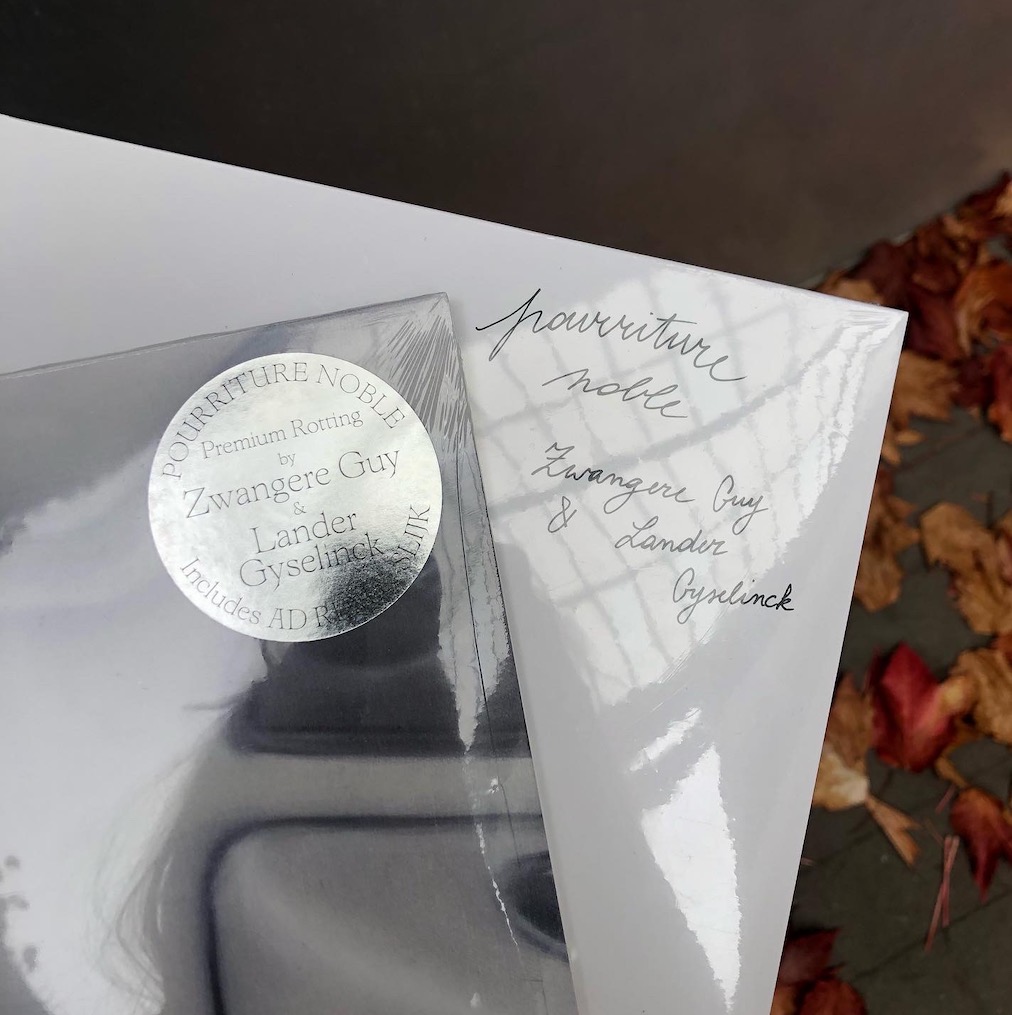 POURRITURE NOBLE
Premium Rotting
by
Zwangere Guy
&
Lander
Gyselinck
Includes AD
pourriture
noble
Zwangere Guy
& Lander
Gyselinck